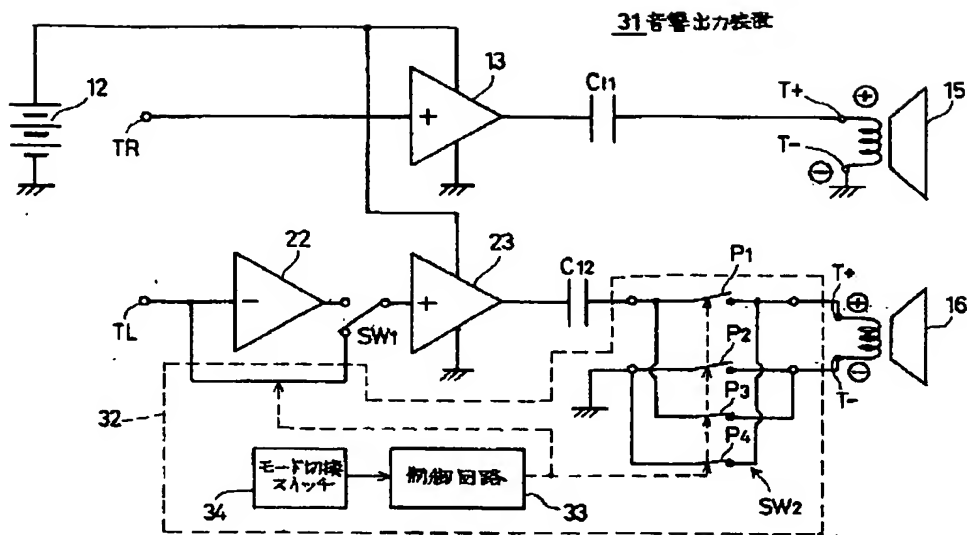 31 音響出力装置
12
TR
13
+
C11
T+
⊕
15
T-
⊖
22
23
TL
-
SW1
+
C12
P1
T+
⊕
16
P2
⊖
T-
P3
P4
32
モード切換
スイッチ
制御回路
34
33
SW2